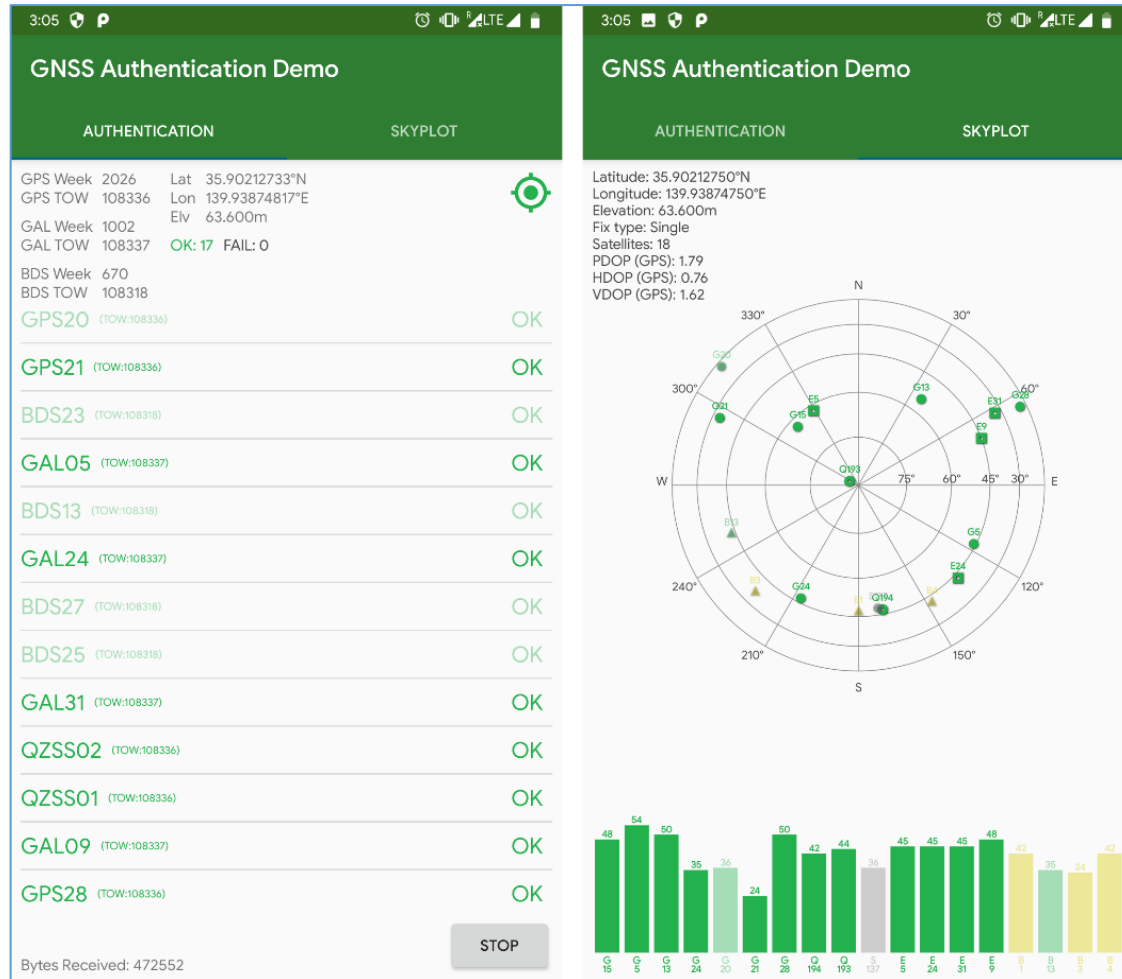 3:05 LTE
GNSS Authentication Demo
AUTHENTICATION SKYPLOT
GPS Week 2026 Lat 35.90212733°N
GPS TOW 108336 Lon 139.93874817°E
Elv 63.600m
GAL Week 1002
GAL TOW 108337 OK: 17 FAIL: 0
BDS Week 670
BDS TOW 108318
GPS20 (TOW:108336) OK
GPS21 (TOW:108336) OK
BDS23 (TOW:108318) OK
GAL05 (TOW:108337) OK
BDS13 (TOW:108318) OK
GAL24 (TOW:108337) OK
BDS27 (TOW:108318) OK
BDS25 (TOW:108318) OK
GAL31 (TOW:108337) OK
QZSS02 (TOW:108336) OK
QZSS01 (TOW:108336) OK
GAL09 (TOW:108337) OK
GPS28 (TOW:108336) OK
STOP
Bytes Received: 472552
3:05 R LTE
GNSS Authentication Demo
AUTHENTICATION SKYPLOT
Latitude: 35.90212750°N
Longitude: 139.93874750°E
Elevation: 63.600m
Fix type: Single
Satellites: 18
PDOP (GPS): 1.79
HDOP (GPS): 0.76
VDOP (GPS): 1.62
N
330° 30°
G20
300° 60°
G21 G15 E5 G13 E31 G28
E9
Q193
W 75° 60° 45° 30° E
B13 G5
E24
240° B3 G24 B1 Q194 B4 120°
210° 150°
S
48 54 50 35 36 24 50 42 44 36 45 45 45 48 42 35 34 42
G G G G G G G Q Q S E E E E B B B B
15 5 13 24 20 21 28 194 193 137 5 24 31 9 13 3 4